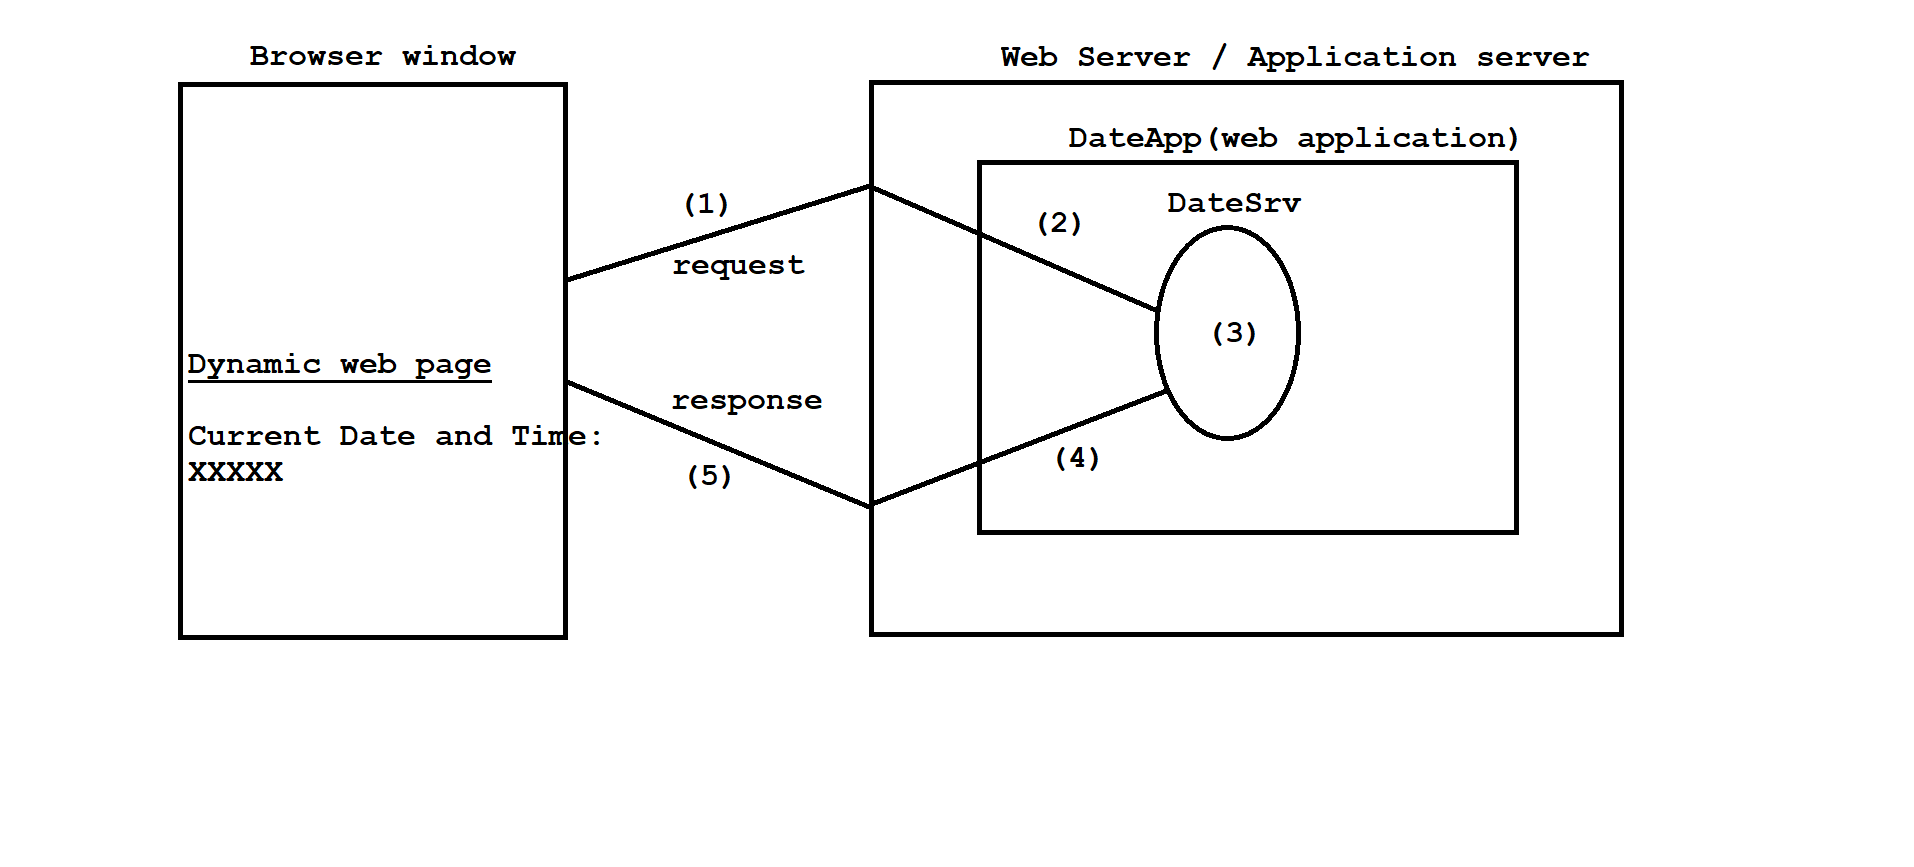 Browser window
Web Server / Application server
DateApp(web application)
DateSrv
(1)
(2)
request
(3)
Dynamic web page
response
Current Date and Time:
XXXXX
(4)
(5)